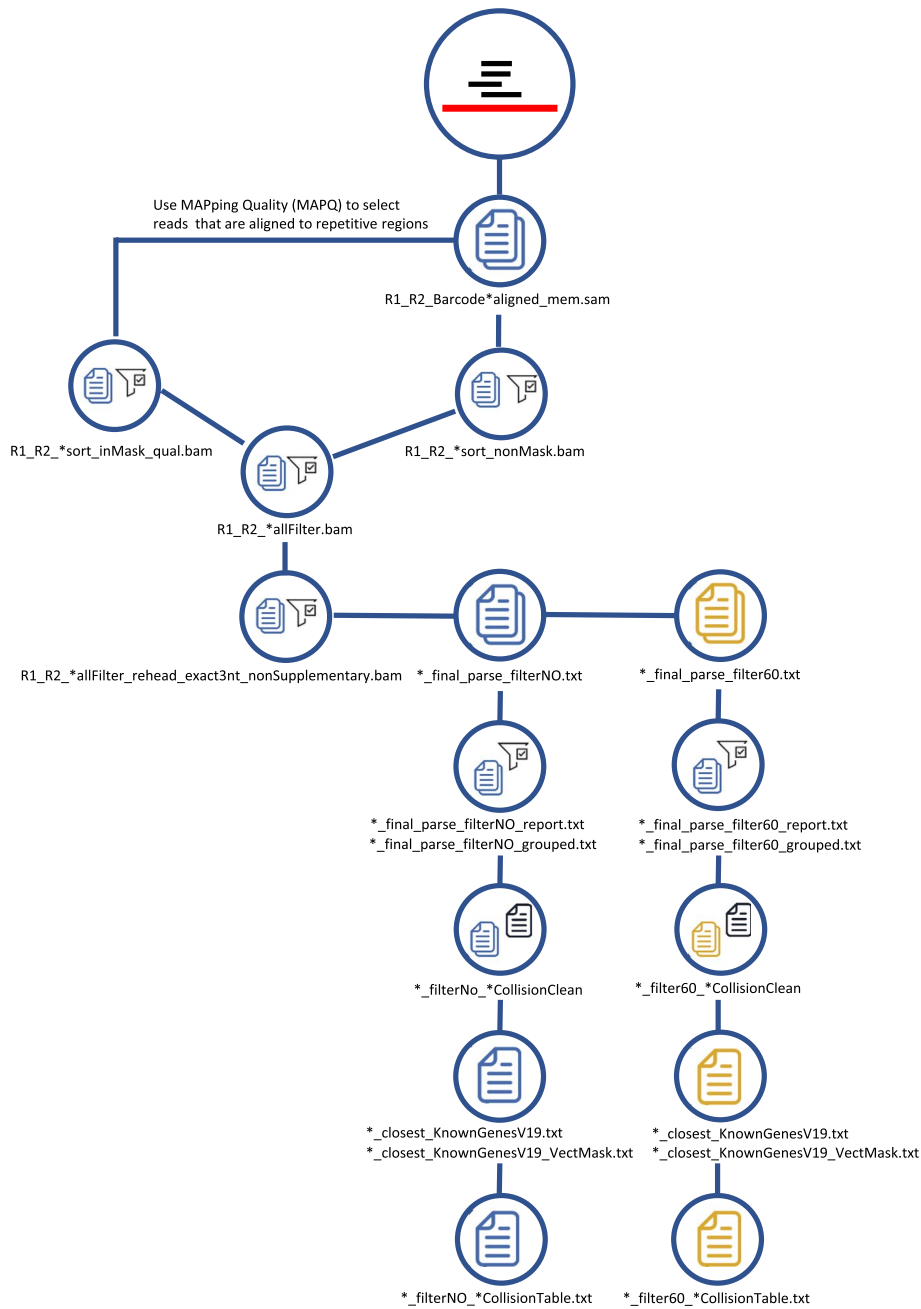 Use MAPping Quality (MAPQ) to select
reads that are aligned to repetitive regions
R1_R2_Barcode*aligned_mem.sam
R1_R2_*sort_inMask_qual.bam
R1_R2_*sort_nonMask.bam
R1_R2_*allFilter.bam
R1_R2_*allFilter_rehead_exact3nt_nonSupplementary.bam
*_final_parse_filterNO.txt
*_final_parse_filter60.txt
*_final_parse_filterNO_report.txt
*_final_parse_filterNO_grouped.txt
*_final_parse_filter60_report.txt
*_final_parse_filter60_grouped.txt
*_filterNo_*CollisionClean
*_filter60_*CollisionClean
*_closest_KnownGenesV19.txt
*_closest_KnownGenesV19_VectMask.txt
*_closest_KnownGenesV19.txt
*_closest_KnownGenesV19_VectMask.txt
*_filterNO_*CollisionTable.txt
*_filter60_*CollisionTable.txt